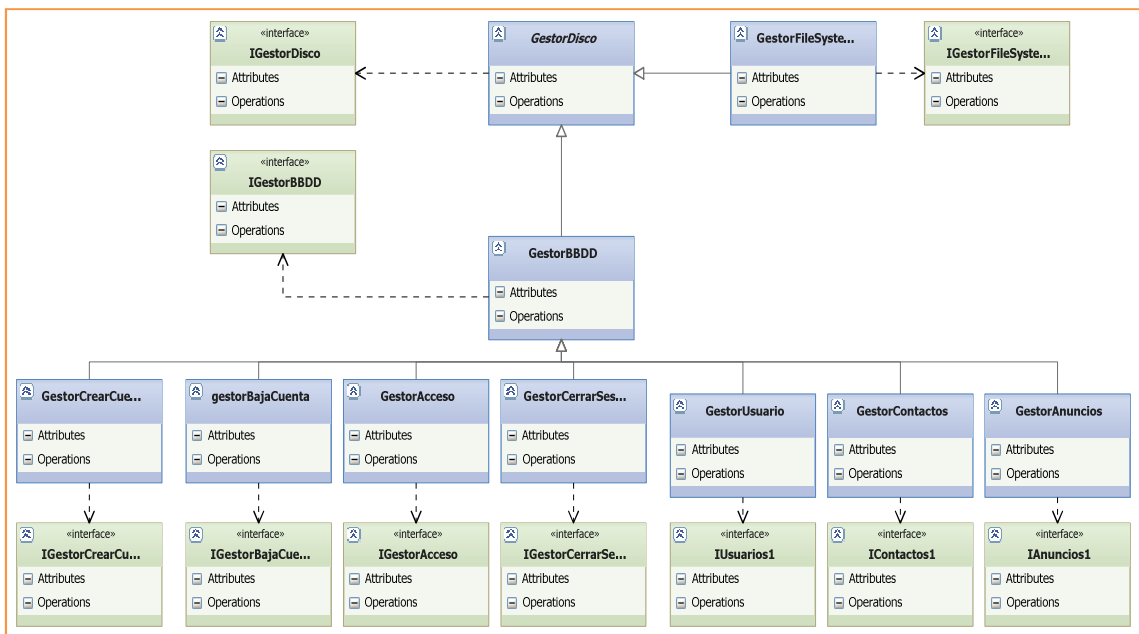 «interface»
IGestorDisco
Attributes
Operations
GestorDisco
Attributes
Operations
GestorFileSyste...
Attributes
Operations
«interface»
IGestorFileSyste...
Attributes
Operations
«interface»
IGestorBBDD
Attributes
Operations
GestorBBDD
Attributes
Operations
GestorCrearCue...
Attributes
Operations
gestorBajaCuenta
Attributes
Operations
GestorAcceso
Attributes
Operations
GestorCerrarSes...
Attributes
Operations
GestorUsuario
Attributes
Operations
GestorContactos
Attributes
Operations
GestorAnuncios
Attributes
Operations
«interface»
IGestorCrearCu...
Attributes
Operations
«interface»
IGestorBajaCue...
Attributes
Operations
«interface»
IGestorAcceso
Attributes
Operations
«interface»
IGestorCerrarSe...
Attributes
Operations
«interface»
IUsuarios1
Attributes
Operations
«interface»
IContactos1
Attributes
Operations
«interface»
IAnuncios1
Attributes
Operations